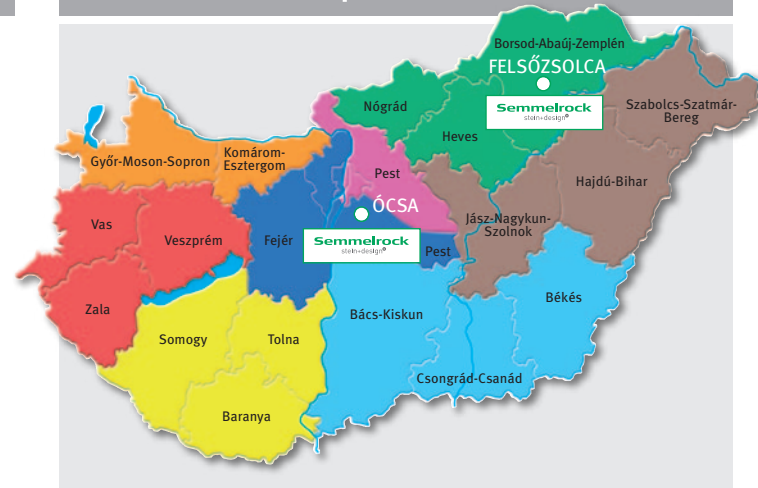 Borsod-Abaúj-Zemplén
FELSŐZSOLCA
Semmelrock
stein+design®
Szabolcs-Szatmár-
Bereg
Nógrád
Heves
Győr-Moson-Sopron
Komárom-
Esztergom
Pest
Hajdú-Bihar
Vas
Veszprém
Fejér
ÓCSA
Semmelrock
stein+design®
Pest
Jász-Nagykun-
Szolnok
Zala
Somogy
Tolna
Bács-Kiskun
Békés
Csongrád-Csanád
Baranya